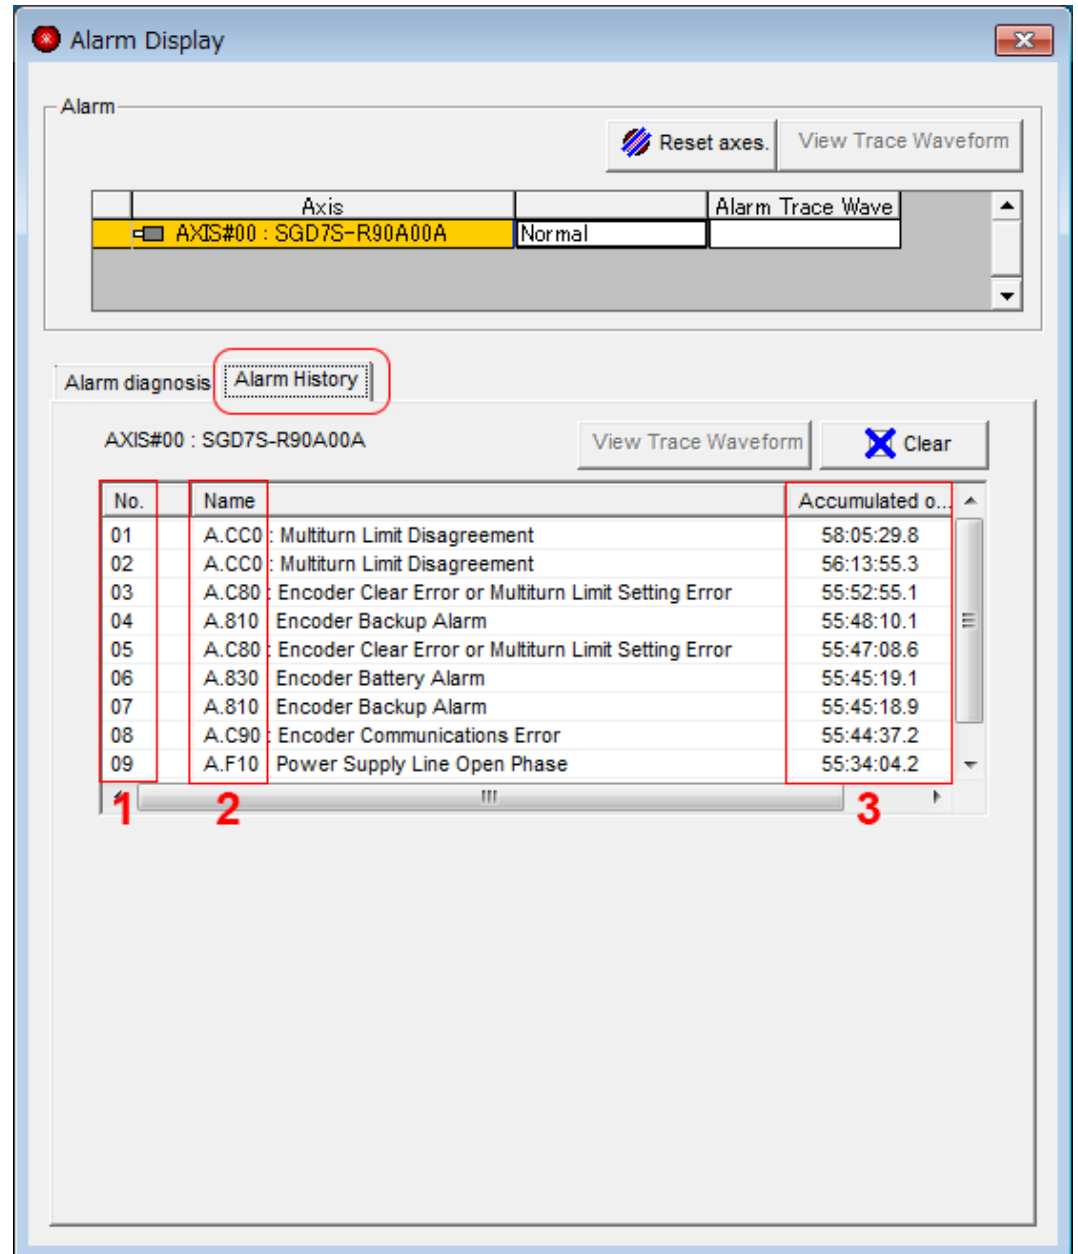 Alarm Display
Alarm
Reset axes. View Trace Waveform
Axis Alarm Trace Wave
AXIS#00 : SGD7S-R90A00A Normal
Alarm diagnosis Alarm History
AXIS#00 : SGD7S-R90A00A View Trace Waveform Clear
No. Name Accumulated o...
01 A.CC0 : Multiturn Limit Disagreement 58:05:29.8
02 A.CC0 : Multiturn Limit Disagreement 56:13:55.3
03 A.C80 : Encoder Clear Error or Multiturn Limit Setting Error 55:52:55.1
04 A.810 Encoder Backup Alarm 55:48:10.1
05 A.C80 : Encoder Clear Error or Multiturn Limit Setting Error 55:47:08.6
06 A.830 Encoder Battery Alarm 55:45:19.1
07 A.810 Encoder Backup Alarm 55:45:18.9
08 A.C90 : Encoder Communications Error 55:44:37.2
09 A.F10 Power Supply Line Open Phase 55:34:04.2
1 2 3